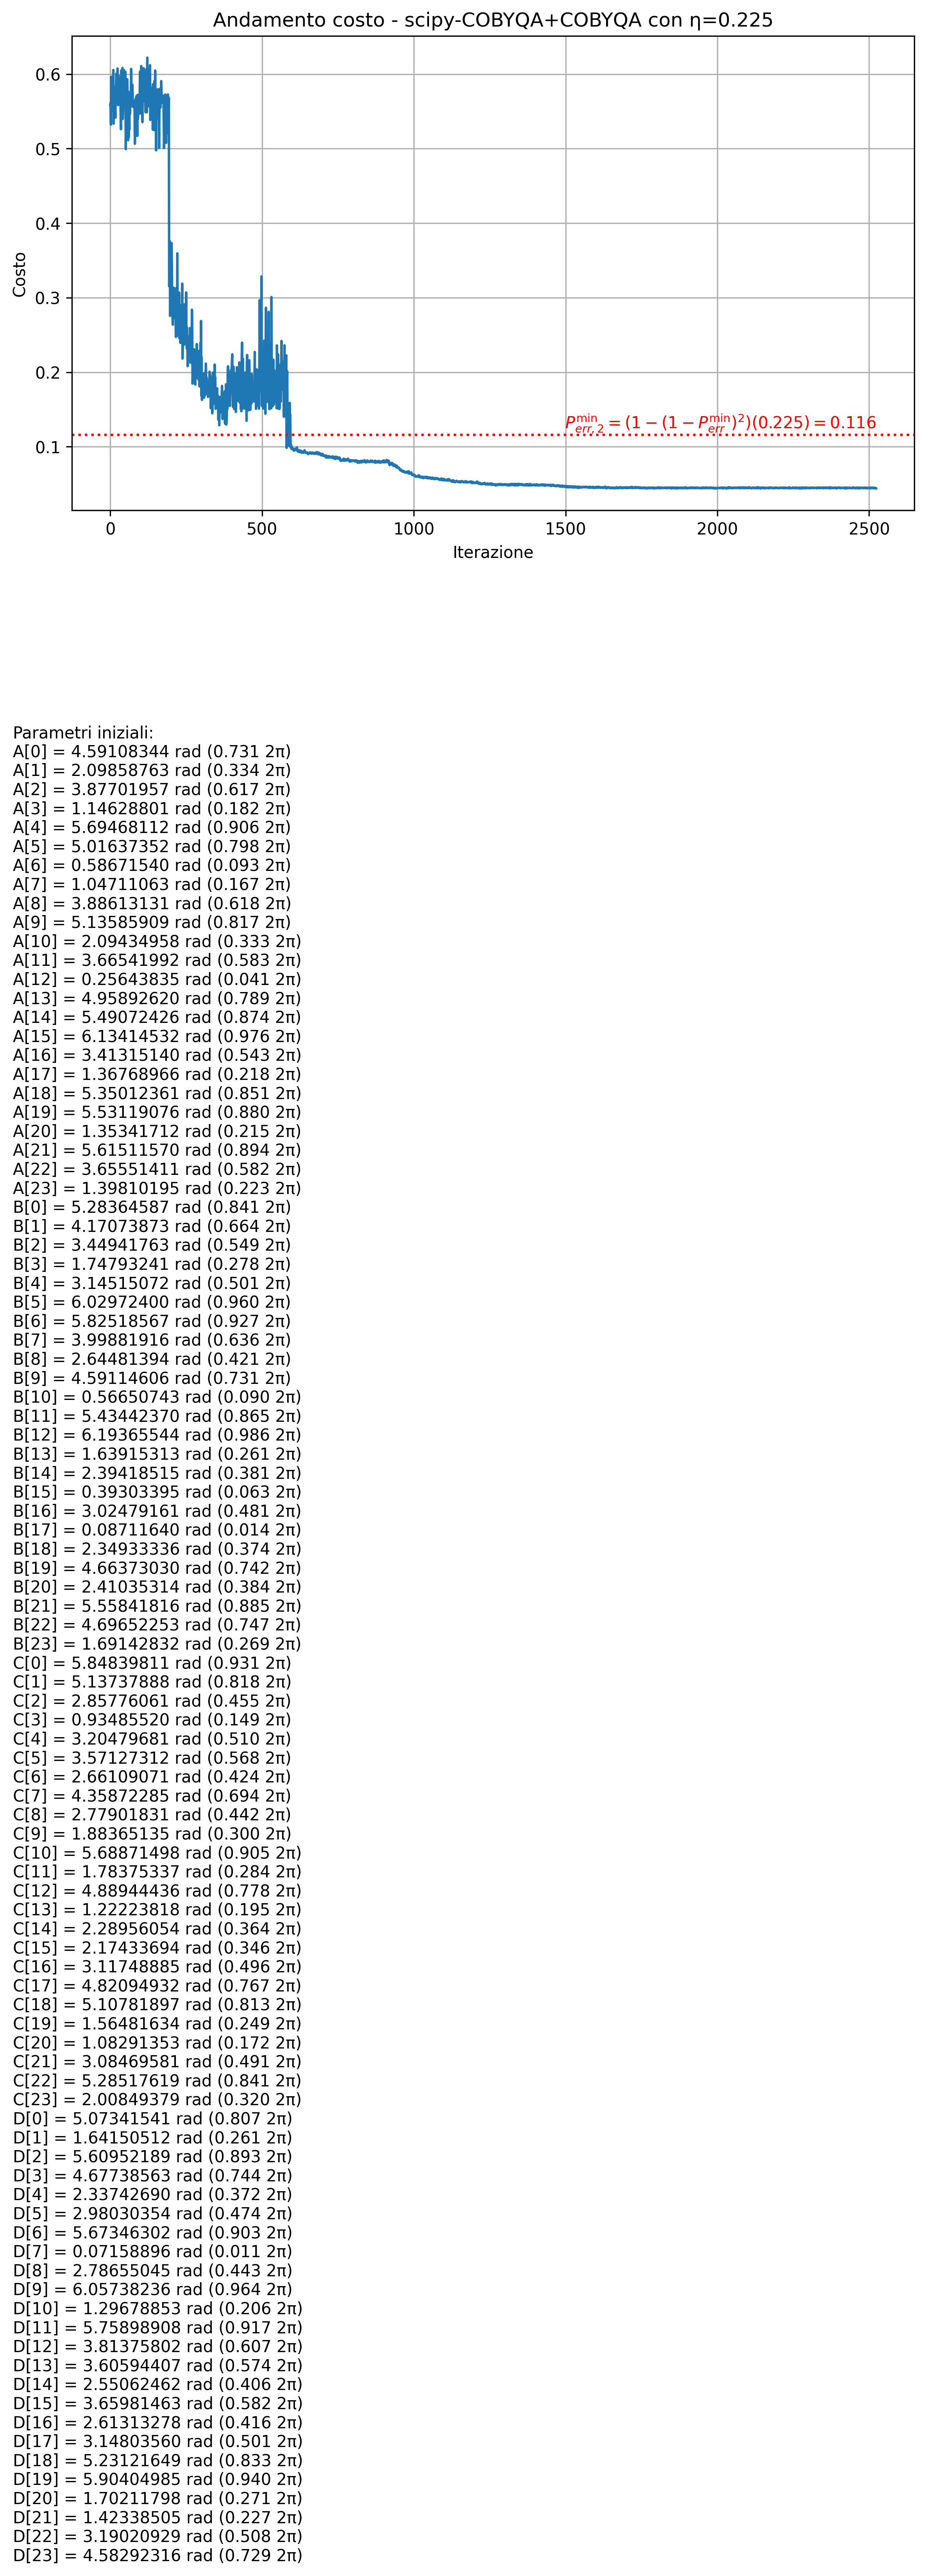 Andamento costo - scipy-COBYQA+COBYQA con η=0.225
0.6
0.5
0.4
0.3
0.2
0.1
Costo
P_{err, 2}^{min} = (1 − (1 − P_{err}^{min})^2)(0.225) = 0.116
0 500 1000 1500 2000 2500
Iterazione
Parametri iniziali:
A[0] = 4.59108344 rad (0.731 2π)
A[1] = 2.09858763 rad (0.334 2π)
A[2] = 3.87701957 rad (0.617 2π)
A[3] = 1.14628801 rad (0.182 2π)
A[4] = 5.69468112 rad (0.906 2π)
A[5] = 5.01637352 rad (0.798 2π)
A[6] = 0.58671540 rad (0.093 2π)
A[7] = 1.04711063 rad (0.167 2π)
A[8] = 3.88613131 rad (0.618 2π)
A[9] = 5.13585909 rad (0.817 2π)
A[10] = 2.09434958 rad (0.333 2π)
A[11] = 3.66541992 rad (0.583 2π)
A[12] = 0.25643835 rad (0.041 2π)
A[13] = 4.95892620 rad (0.789 2π)
A[14] = 5.49072426 rad (0.874 2π)
A[15] = 6.13414532 rad (0.976 2π)
A[16] = 3.41315140 rad (0.543 2π)
A[17] = 1.36768966 rad (0.218 2π)
A[18] = 5.35012361 rad (0.851 2π)
A[19] = 5.53119076 rad (0.880 2π)
A[20] = 1.35341712 rad (0.215 2π)
A[21] = 5.61511570 rad (0.894 2π)
A[22] = 3.65551411 rad (0.582 2π)
A[23] = 1.39810195 rad (0.223 2π)
B[0] = 5.28364587 rad (0.841 2π)
B[1] = 4.17073873 rad (0.664 2π)
B[2] = 3.44941763 rad (0.549 2π)
B[3] = 1.74793241 rad (0.278 2π)
B[4] = 3.14515072 rad (0.501 2π)
B[5] = 6.02972400 rad (0.960 2π)
B[6] = 5.82518567 rad (0.927 2π)
B[7] = 3.99881916 rad (0.636 2π)
B[8] = 2.64481394 rad (0.421 2π)
B[9] = 4.59114606 rad (0.731 2π)
B[10] = 0.56650743 rad (0.090 2π)
B[11] = 5.43442370 rad (0.865 2π)
B[12] = 6.19365544 rad (0.986 2π)
B[13] = 1.63915313 rad (0.261 2π)
B[14] = 2.39418515 rad (0.381 2π)
B[15] = 0.39303395 rad (0.063 2π)
B[16] = 3.02479161 rad (0.481 2π)
B[17] = 0.08711640 rad (0.014 2π)
B[18] = 2.34933336 rad (0.374 2π)
B[19] = 4.66373030 rad (0.742 2π)
B[20] = 2.41035314 rad (0.384 2π)
B[21] = 5.55841816 rad (0.885 2π)
B[22] = 4.69652253 rad (0.747 2π)
B[23] = 1.69142832 rad (0.269 2π)
C[0] = 5.84839811 rad (0.931 2π)
C[1] = 5.13737888 rad (0.818 2π)
C[2] = 2.85776061 rad (0.455 2π)
C[3] = 0.93485520 rad (0.149 2π)
C[4] = 3.20479681 rad (0.510 2π)
C[5] = 3.57127312 rad (0.568 2π)
C[6] = 2.66109071 rad (0.424 2π)
C[7] = 4.35872285 rad (0.694 2π)
C[8] = 2.77901831 rad (0.442 2π)
C[9] = 1.88365135 rad (0.300 2π)
C[10] = 5.68871498 rad (0.905 2π)
C[11] = 1.78375337 rad (0.284 2π)
C[12] = 4.88944436 rad (0.778 2π)
C[13] = 1.22223818 rad (0.195 2π)
C[14] = 2.28956054 rad (0.364 2π)
C[15] = 2.17433694 rad (0.346 2π)
C[16] = 3.11748885 rad (0.496 2π)
C[17] = 4.82094932 rad (0.767 2π)
C[18] = 5.10781897 rad (0.813 2π)
C[19] = 1.56481634 rad (0.249 2π)
C[20] = 1.08291353 rad (0.172 2π)
C[21] = 3.08469581 rad (0.491 2π)
C[22] = 5.28517619 rad (0.841 2π)
C[23] = 2.00849379 rad (0.320 2π)
D[0] = 5.07341541 rad (0.807 2π)
D[1] = 1.64150512 rad (0.261 2π)
D[2] = 5.60952189 rad (0.893 2π)
D[3] = 4.67738563 rad (0.744 2π)
D[4] = 2.33742690 rad (0.372 2π)
D[5] = 2.98030354 rad (0.474 2π)
D[6] = 5.67346302 rad (0.903 2π)
D[7] = 0.07158896 rad (0.011 2π)
D[8] = 2.78655045 rad (0.443 2π)
D[9] = 6.05738236 rad (0.964 2π)
D[10] = 1.29678853 rad (0.206 2π)
D[11] = 5.75898908 rad (0.917 2π)
D[12] = 3.81375802 rad (0.607 2π)
D[13] = 3.60594407 rad (0.574 2π)
D[14] = 2.55062462 rad (0.406 2π)
D[15] = 3.65981463 rad (0.582 2π)
D[16] = 2.61313278 rad (0.416 2π)
D[17] = 3.14803560 rad (0.501 2π)
D[18] = 5.23121649 rad (0.833 2π)
D[19] = 5.90404985 rad (0.940 2π)
D[20] = 1.70211798 rad (0.271 2π)
D[21] = 1.42338505 rad (0.227 2π)
D[22] = 3.19020929 rad (0.508 2π)
D[23] = 4.58292316 rad (0.729 2π)